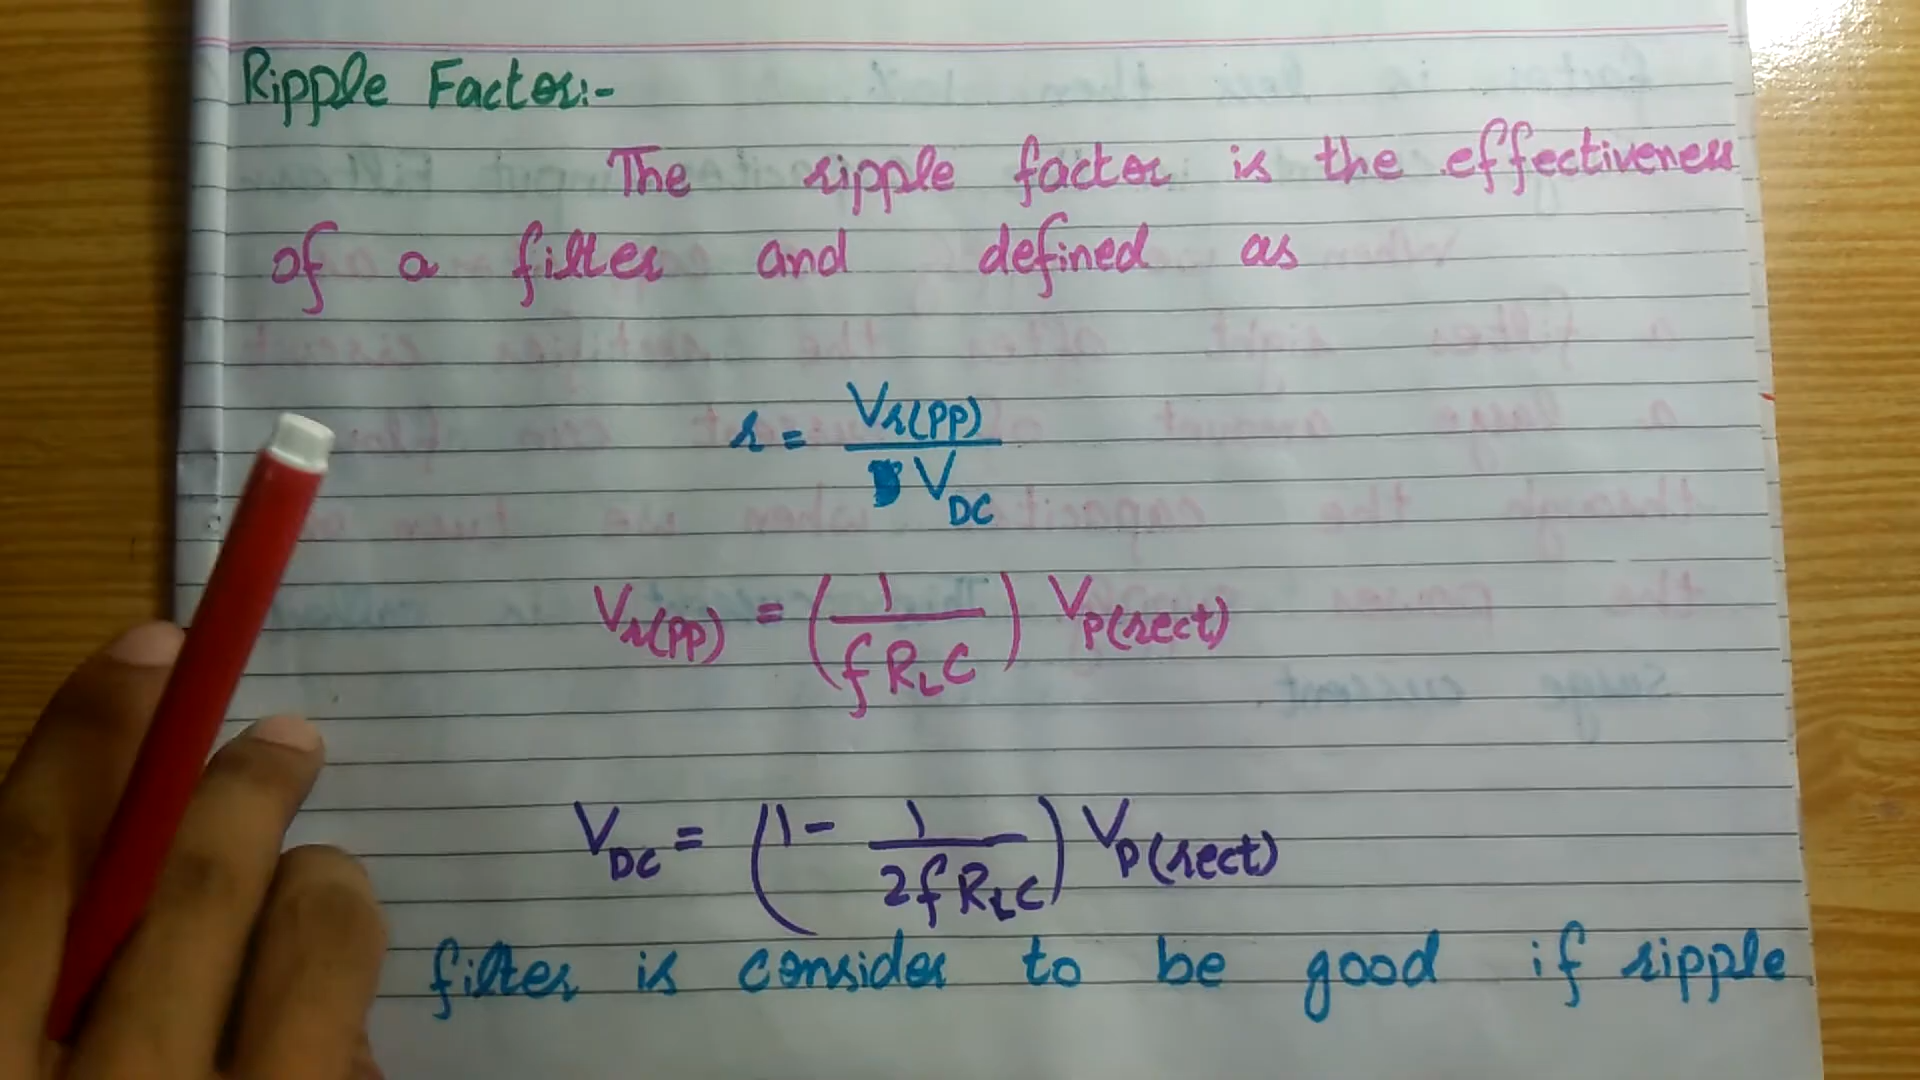 Ripple Factor:-
The ripple factor is the effectiveness
of a filter and defined as
r = Vr(PP) / VDC
Vr(PP) = (1 / fRLC) VP(rect)
VDC = (1 - 1 / 2fRLC) VP(rect)
filter is consider to be good if ripple